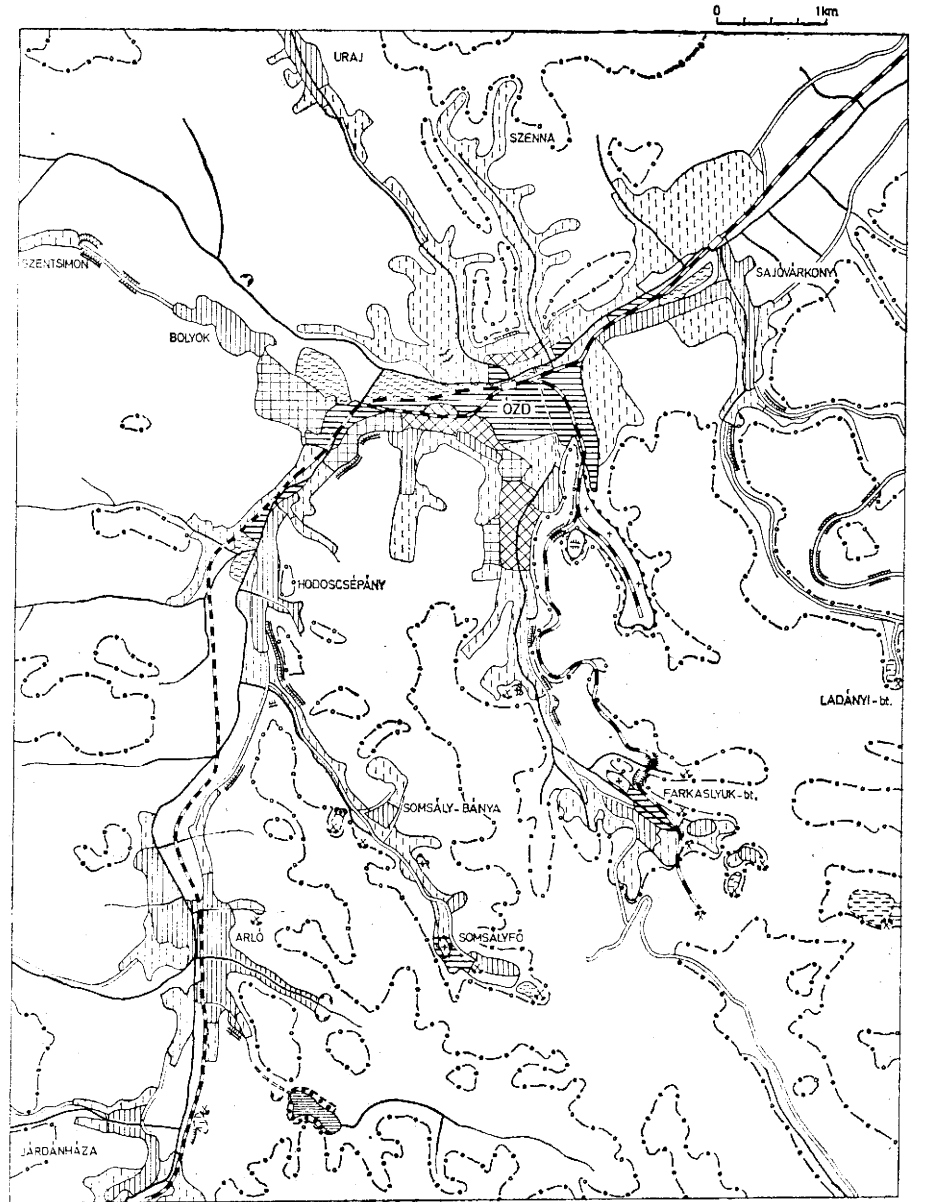 0 1km
URAJ
SZENNA
SZENTSIMON
SAJÓVÁRKONY
BOLYOK
ÓZD
HODOSCSÉPÁNY
LADÁNYI-bt.
FARKASLYUK-bt.
SOMSÁLY-BÁNYA
ARLÓ
SOMSÁLYFŐ
JÁRDÁNHÁZA